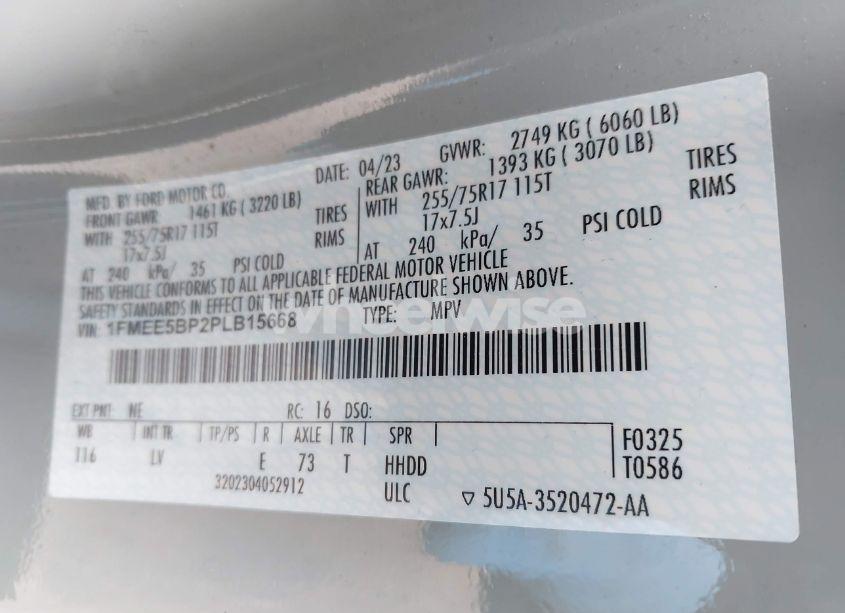 MFD. BY FORD MOTOR CO. DATE: 04/23 GVWR: 2749 KG ( 6060 LB)
FRONT GAWR: 1461 KG ( 3220 LB) REAR GAWR: 1393 KG ( 3070 LB)
WITH 255/75R17 115T TIRES WITH 255/75R17 115T TIRES
17x7.5J RIMS 17x7.5J RIMS
AT 240 kPa/ 35 PSI COLD AT 240 kPa/ 35 PSI COLD
THIS VEHICLE CONFORMS TO ALL APPLICABLE FEDERAL MOTOR VEHICLE
SAFETY STANDARDS IN EFFECT ON THE DATE OF MANUFACTURE SHOWN ABOVE.
VIN: 1FMEE5BP2PLB15668 TYPE: MPV
wheelwise
EXT PNT: NE RC: 16 DSO:
WB INT TR TP/PS R AXLE TR SPR F0325
116 LV E 73 T HHDD T0586
3202304052912 ULC ▽ 5U5A-3520472-AA